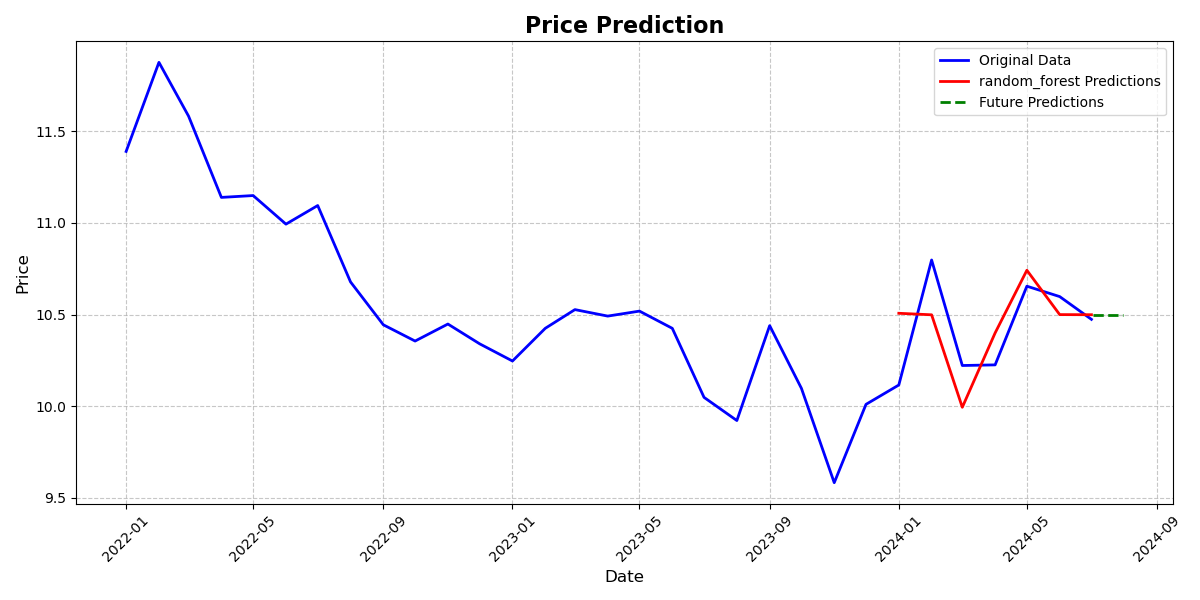 Price Prediction
Original Data
random_forest Predictions
Future Predictions
Price
11.5
11.0
10.5
10.0
9.5
2022-01
2022-05
2022-09
2023-01
2023-05
2023-09
2024-01
2024-05
2024-09
Date